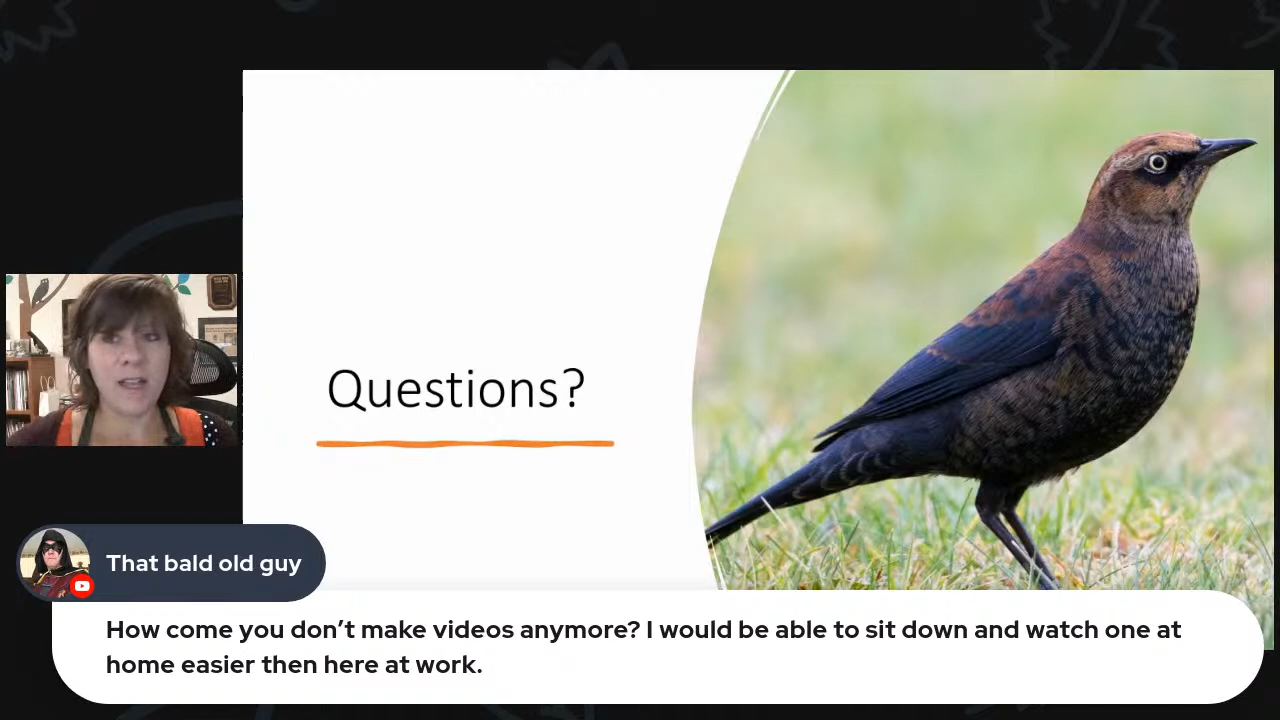 Questions?
That bald old guy
How come you don’t make videos anymore? I would be able to sit down and watch one at
home easier then here at work.